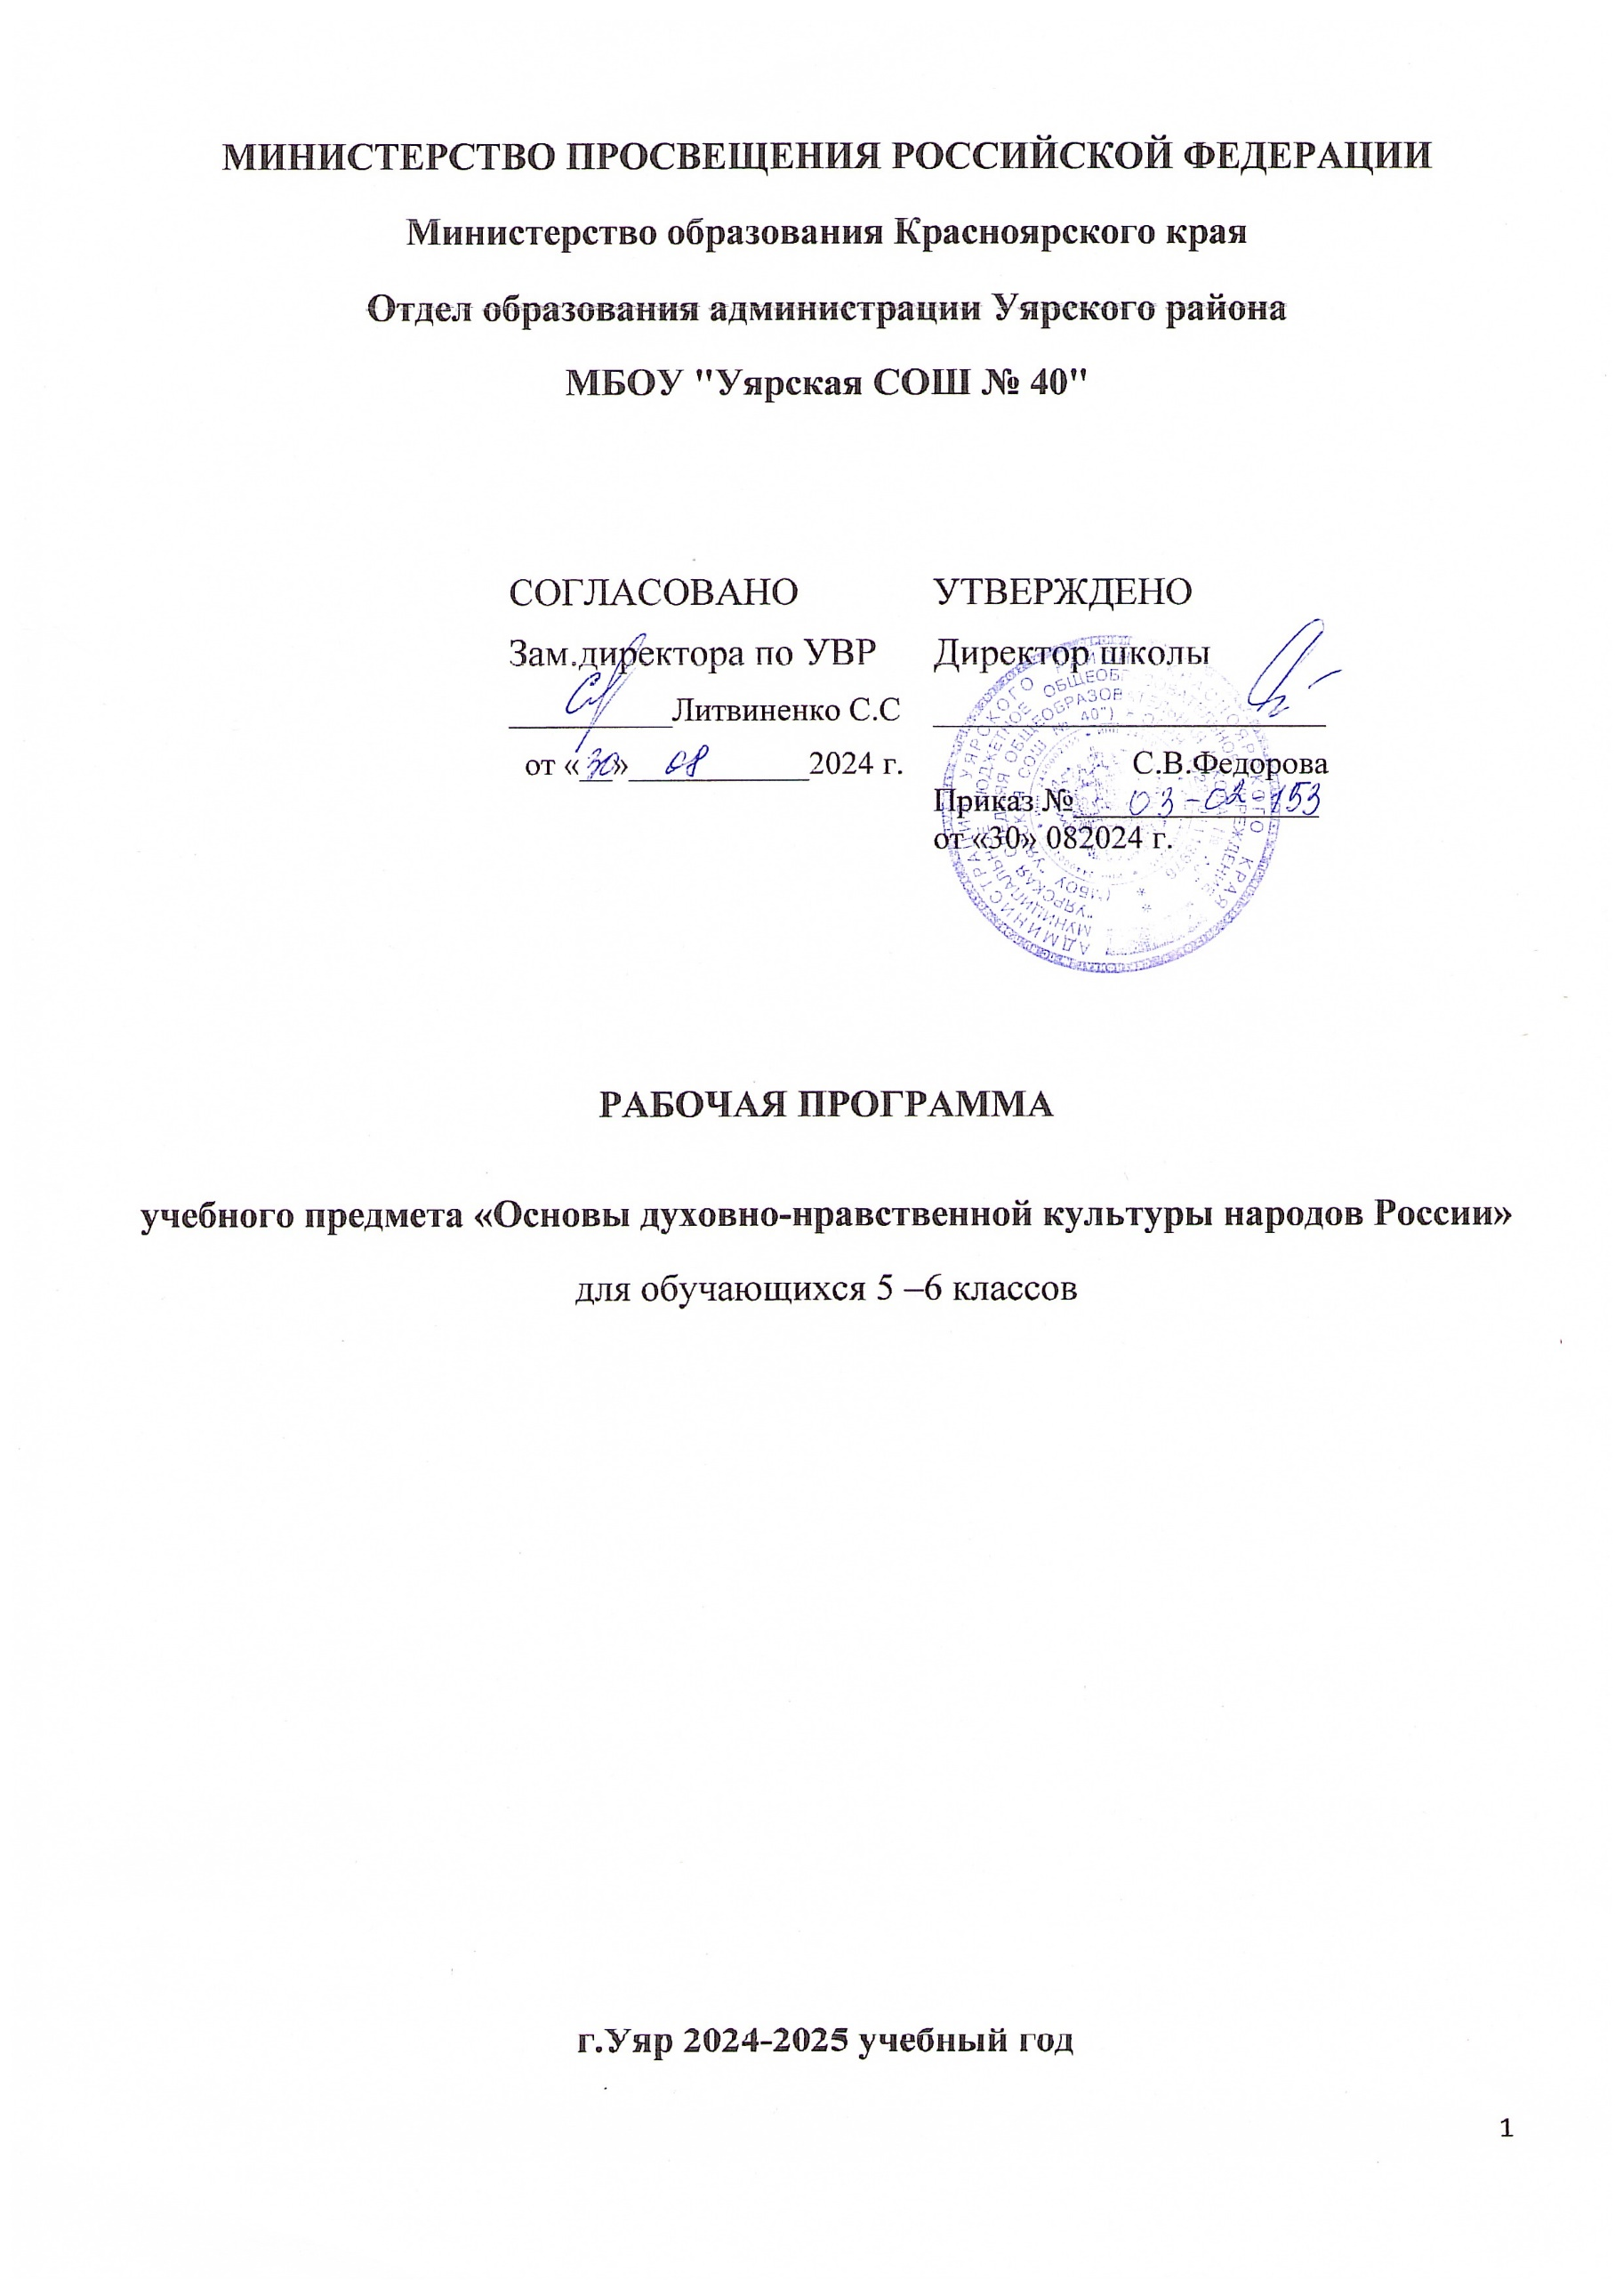 МИНИСТЕРСТВО ПРОСВЕЩЕНИЯ РОССИЙСКОЙ ФЕДЕРАЦИИ
Министерство образования Красноярского края
Отдел образования администрации Уярского района
МБОУ "Уярская СОШ № 40"
СОГЛАСОВАНО
Зам.директора по УВР
Литвиненко С.С
от «30» 08 2024 г.
УТВЕРЖДЕНО
Директор школы
С.В.Федорова
Приказ № 03-02-153
от «30» 082024 г.
РАБОЧАЯ ПРОГРАММА
учебного предмета «Основы духовно-нравственной культуры народов России»
для обучающихся 5 –6 классов
г.Уяр 2024-2025 учебный год
1